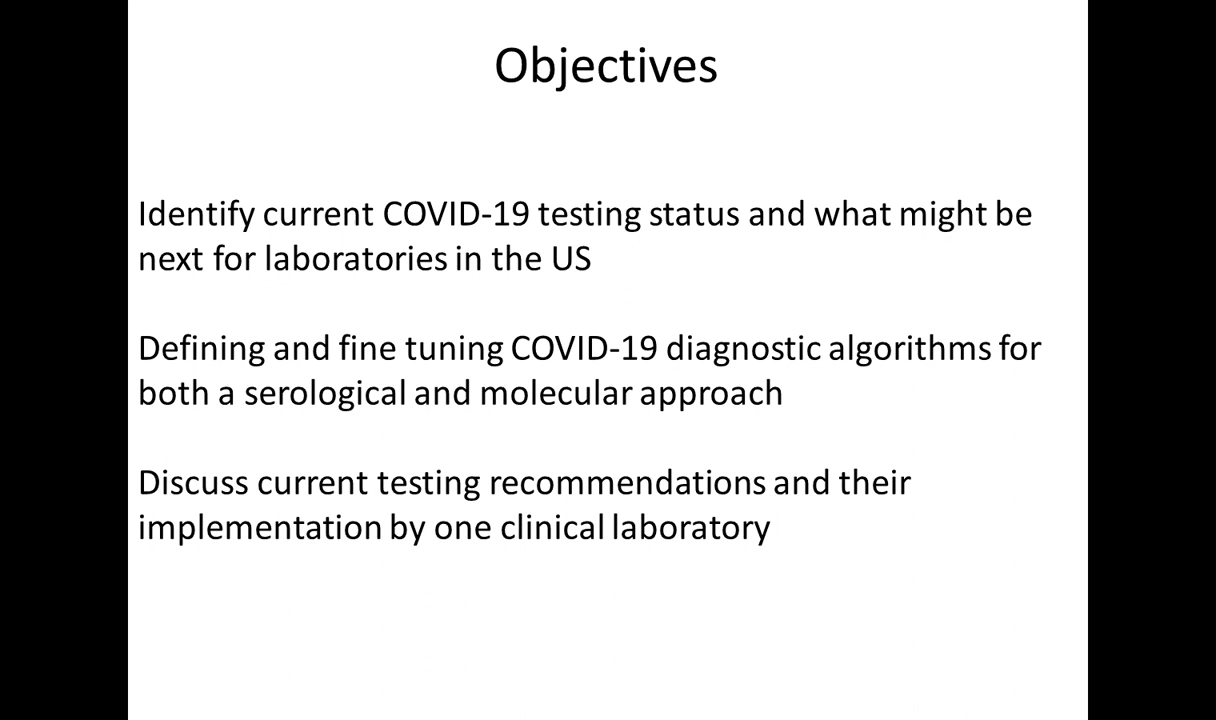 Objectives
Identify current COVID-19 testing status and what might be
next for laboratories in the US
Defining and fine tuning COVID-19 diagnostic algorithms for
both a serological and molecular approach
Discuss current testing recommendations and their
implementation by one clinical laboratory